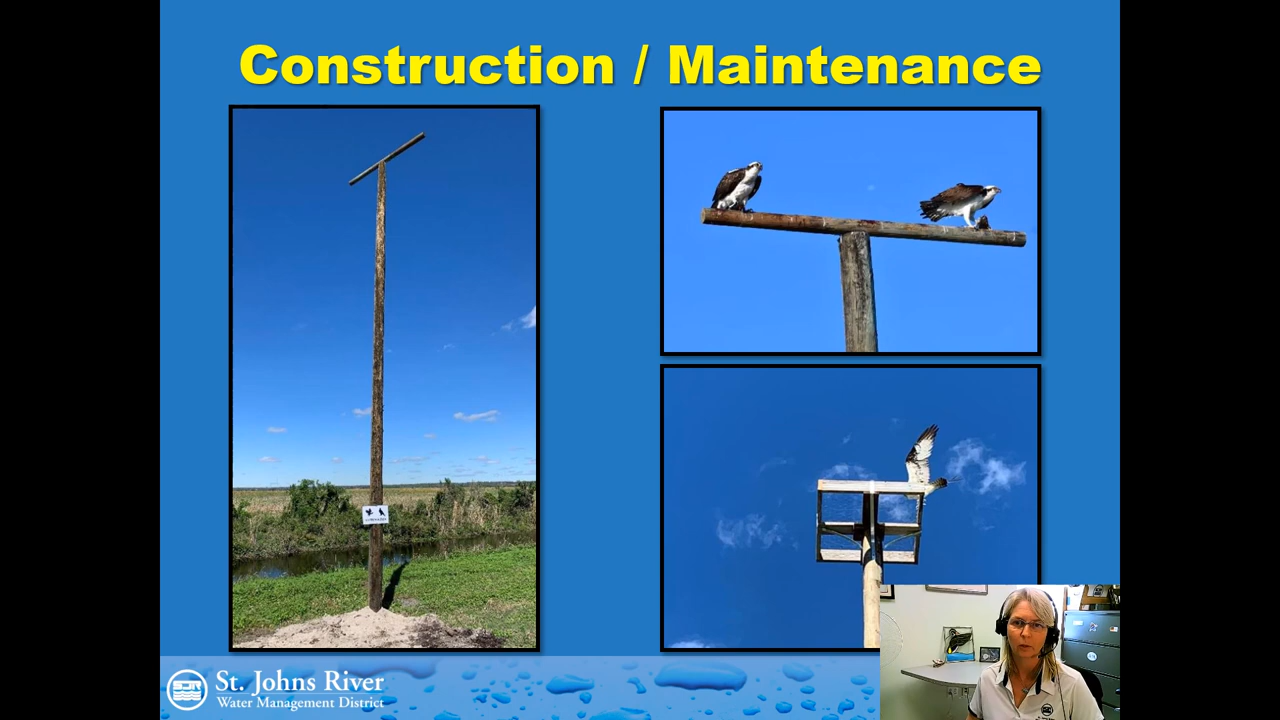 Construction / Maintenance
St. Johns River
Water Management District